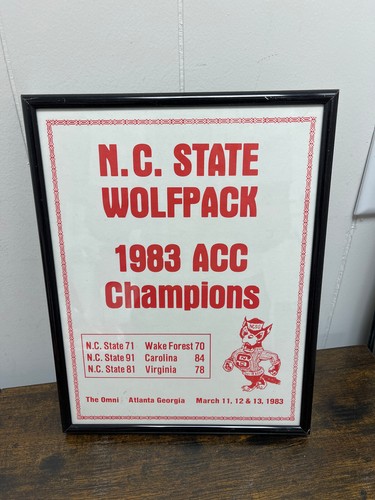 N.C. STATE
WOLFPACK
1983 ACC
Champions
N.C. State 71 Wake Forest 70
N.C. State 91 Carolina 84
N.C. State 81 Virginia 78
The Omni Atlanta Georgia March 11, 12 & 13, 1983